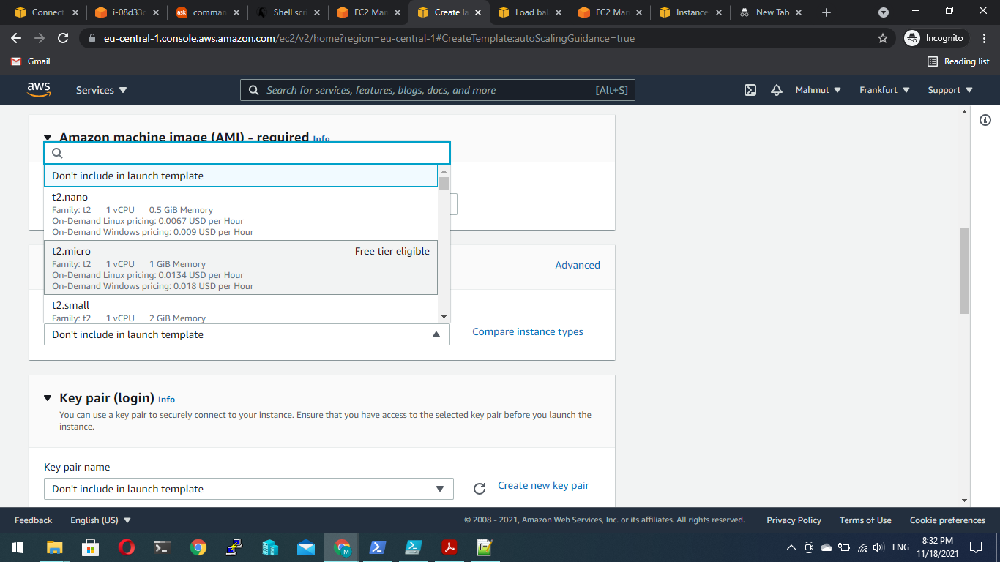 Connect
i-08d33c
ask
comman
Shell scr
EC2 Man
Create la
Load bal
EC2 Man
Instance
New Tab
eu-central-1.console.aws.amazon.com/ec2/v2/home?region=eu-central-1#CreateTemplate:autoScalingGuidance=true
Incognito
Gmail
Reading list
aws
Services
Search for services, features, blogs, docs, and more
[Alt+S]
Mahmut
Frankfurt
Support
Amazon machine image (AMI) - required Info
Don't include in launch template
t2.nano
Family: t2 1 vCPU 0.5 GiB Memory
On-Demand Linux pricing: 0.0067 USD per Hour
On-Demand Windows pricing: 0.009 USD per Hour
t2.micro Free tier eligible
Family: t2 1 vCPU 1 GiB Memory
On-Demand Linux pricing: 0.0134 USD per Hour
On-Demand Windows pricing: 0.018 USD per Hour
Advanced
t2.small
Family: t2 1 vCPU 2 GiB Memory
Don't include in launch template
Compare instance types
Key pair (login) Info
You can use a key pair to securely connect to your instance. Ensure that you have access to the selected key pair before you launch the
instance.
Key pair name
Don't include in launch template
Create new key pair
Feedback
English (US)
© 2008 - 2021, Amazon Web Services, Inc. or its affiliates. All rights reserved.
Privacy Policy
Terms of Use
Cookie preferences
M
ENG
8:32 PM
11/18/2021